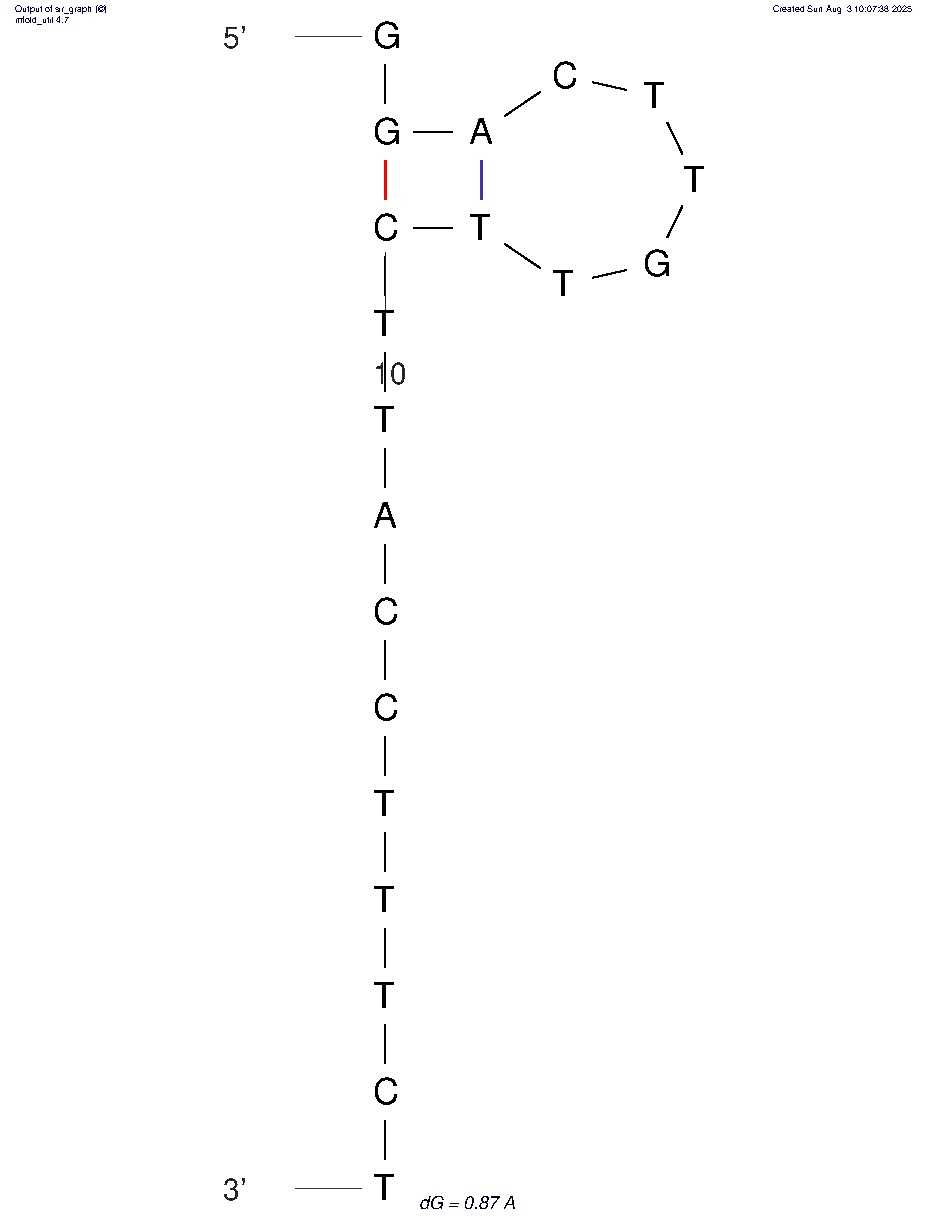 Output of sir_graph (©)
mfold_util 4.7
Created Sun Aug 3 10:07:38 2025
5' G
C
T
G A
T
C T
G
T
T
10
T
A
C
C
T
T
T
C
3' T
dG = 0.87 A